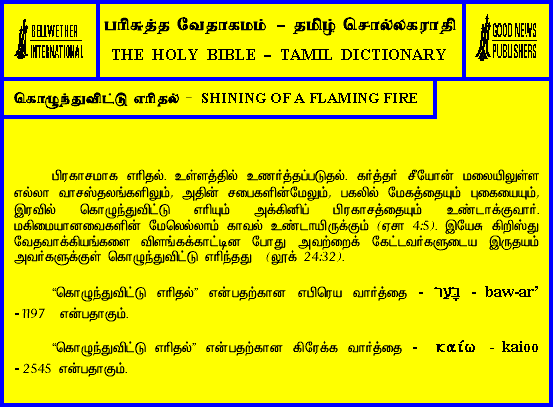 BELLWETHER
INTERNATIONAL
பரிசுத்த வேதாகமம் – தமிழ் சொல்லகராதி
THE HOLY BIBLE – TAMIL DICTIONARY
GOOD NEWS
PUBLISHERS
கொழுந்துவிட்டு எரிதல் - SHINING OF A FLAMING FIRE
பிரகாசமாக எரிதல். உள்ளத்தில் உணர்த்தப்படுதல். கர்த்தர் சீயோன் மலையிலுள்ள
எல்லா வாசஸ்தலங்களிலும், அதின் சபைகளின்மேலும், பகலில் மேகத்தையும் புகையையும்,
இரவில் கொழுந்துவிட்டு எரியும் அக்கினிப் பிரகாசத்தையும் உண்டாக்குவார்.
மகிமையானவைகளின் மேலெல்லாம் காவல் உண்டாயிருக்கும் (ஏசா 4:5). இயேசு கிறிஸ்து
வேதவாக்கியங்களை விளங்கக்காட்டின போது அவற்றைக் கேட்டவர்களுடைய இருதயம்
அவர்களுக்குள் கொழுந்துவிட்டு எரிந்தது (லூக் 24:32).
“கொழுந்துவிட்டு எரிதல்” என்பதற்கான எபிரெய வார்த்தை - בָּעַר - baw-ar’
- 1197 என்பதாகும்.
“கொழுந்துவிட்டு எரிதல்” என்பதற்கான கிரேக்க வார்த்தை - καίω - kaioo
- 2545 என்பதாகும்.